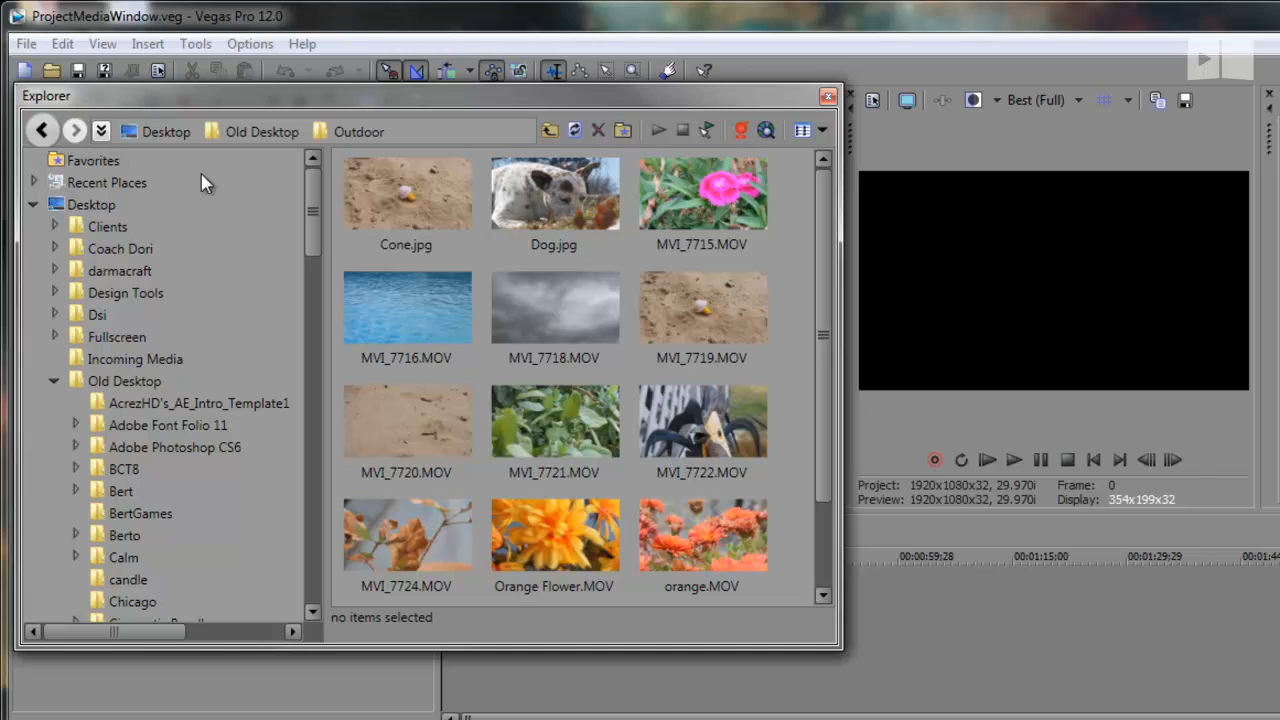 ProjectMediaWindow.veg - Vegas Pro 12.0
File Edit View Insert Tools Options Help
Explorer
Best (Full)
Desktop Old Desktop Outdoor
Favorites
Recent Places
Desktop
Clients
Coach Dori
darmacraft
Design Tools
Dsi
Fullscreen
Incoming Media
Old Desktop
AcrezHD's_AE_Intro_Template1
Adobe Font Folio 11
Adobe Photoshop CS6
BCT8
Bert
BertGames
Berto
Calm
candle
Chicago
Cone.jpg Dog.jpg MVI_7715.MOV
MVI_7716.MOV MVI_7718.MOV MVI_7719.MOV
MVI_7720.MOV MVI_7721.MOV MVI_7722.MOV
MVI_7724.MOV Orange Flower.MOV orange.MOV
no items selected
Project: 1920x1080x32, 29.970i Frame: 0
Preview: 1920x1080x32, 29.970i Display: 354x199x32
00:00:59:28 00:01:15:00 00:01:29:29 00:01:44